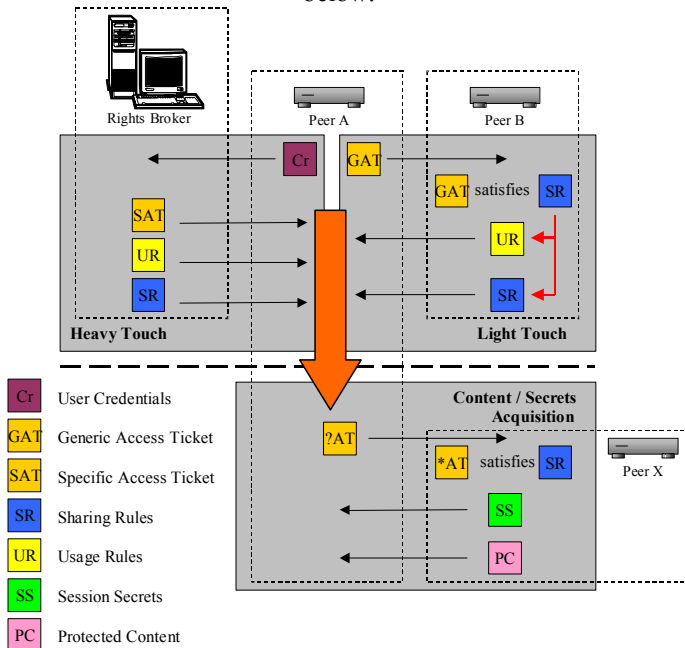 below.
Rights Broker
Peer A
Peer B
Cr
GAT
GAT satisfies SR
SAT
UR
UR
SR
SR
Heavy Touch
Light Touch
Cr User Credentials
Content / Secrets
Acquisition
GAT Generic Access Ticket
?AT
*AT satisfies SR
Peer X
SAT Specific Access Ticket
SR Sharing Rules
SS
UR Usage Rules
PC
SS Session Secrets
PC Protected Content